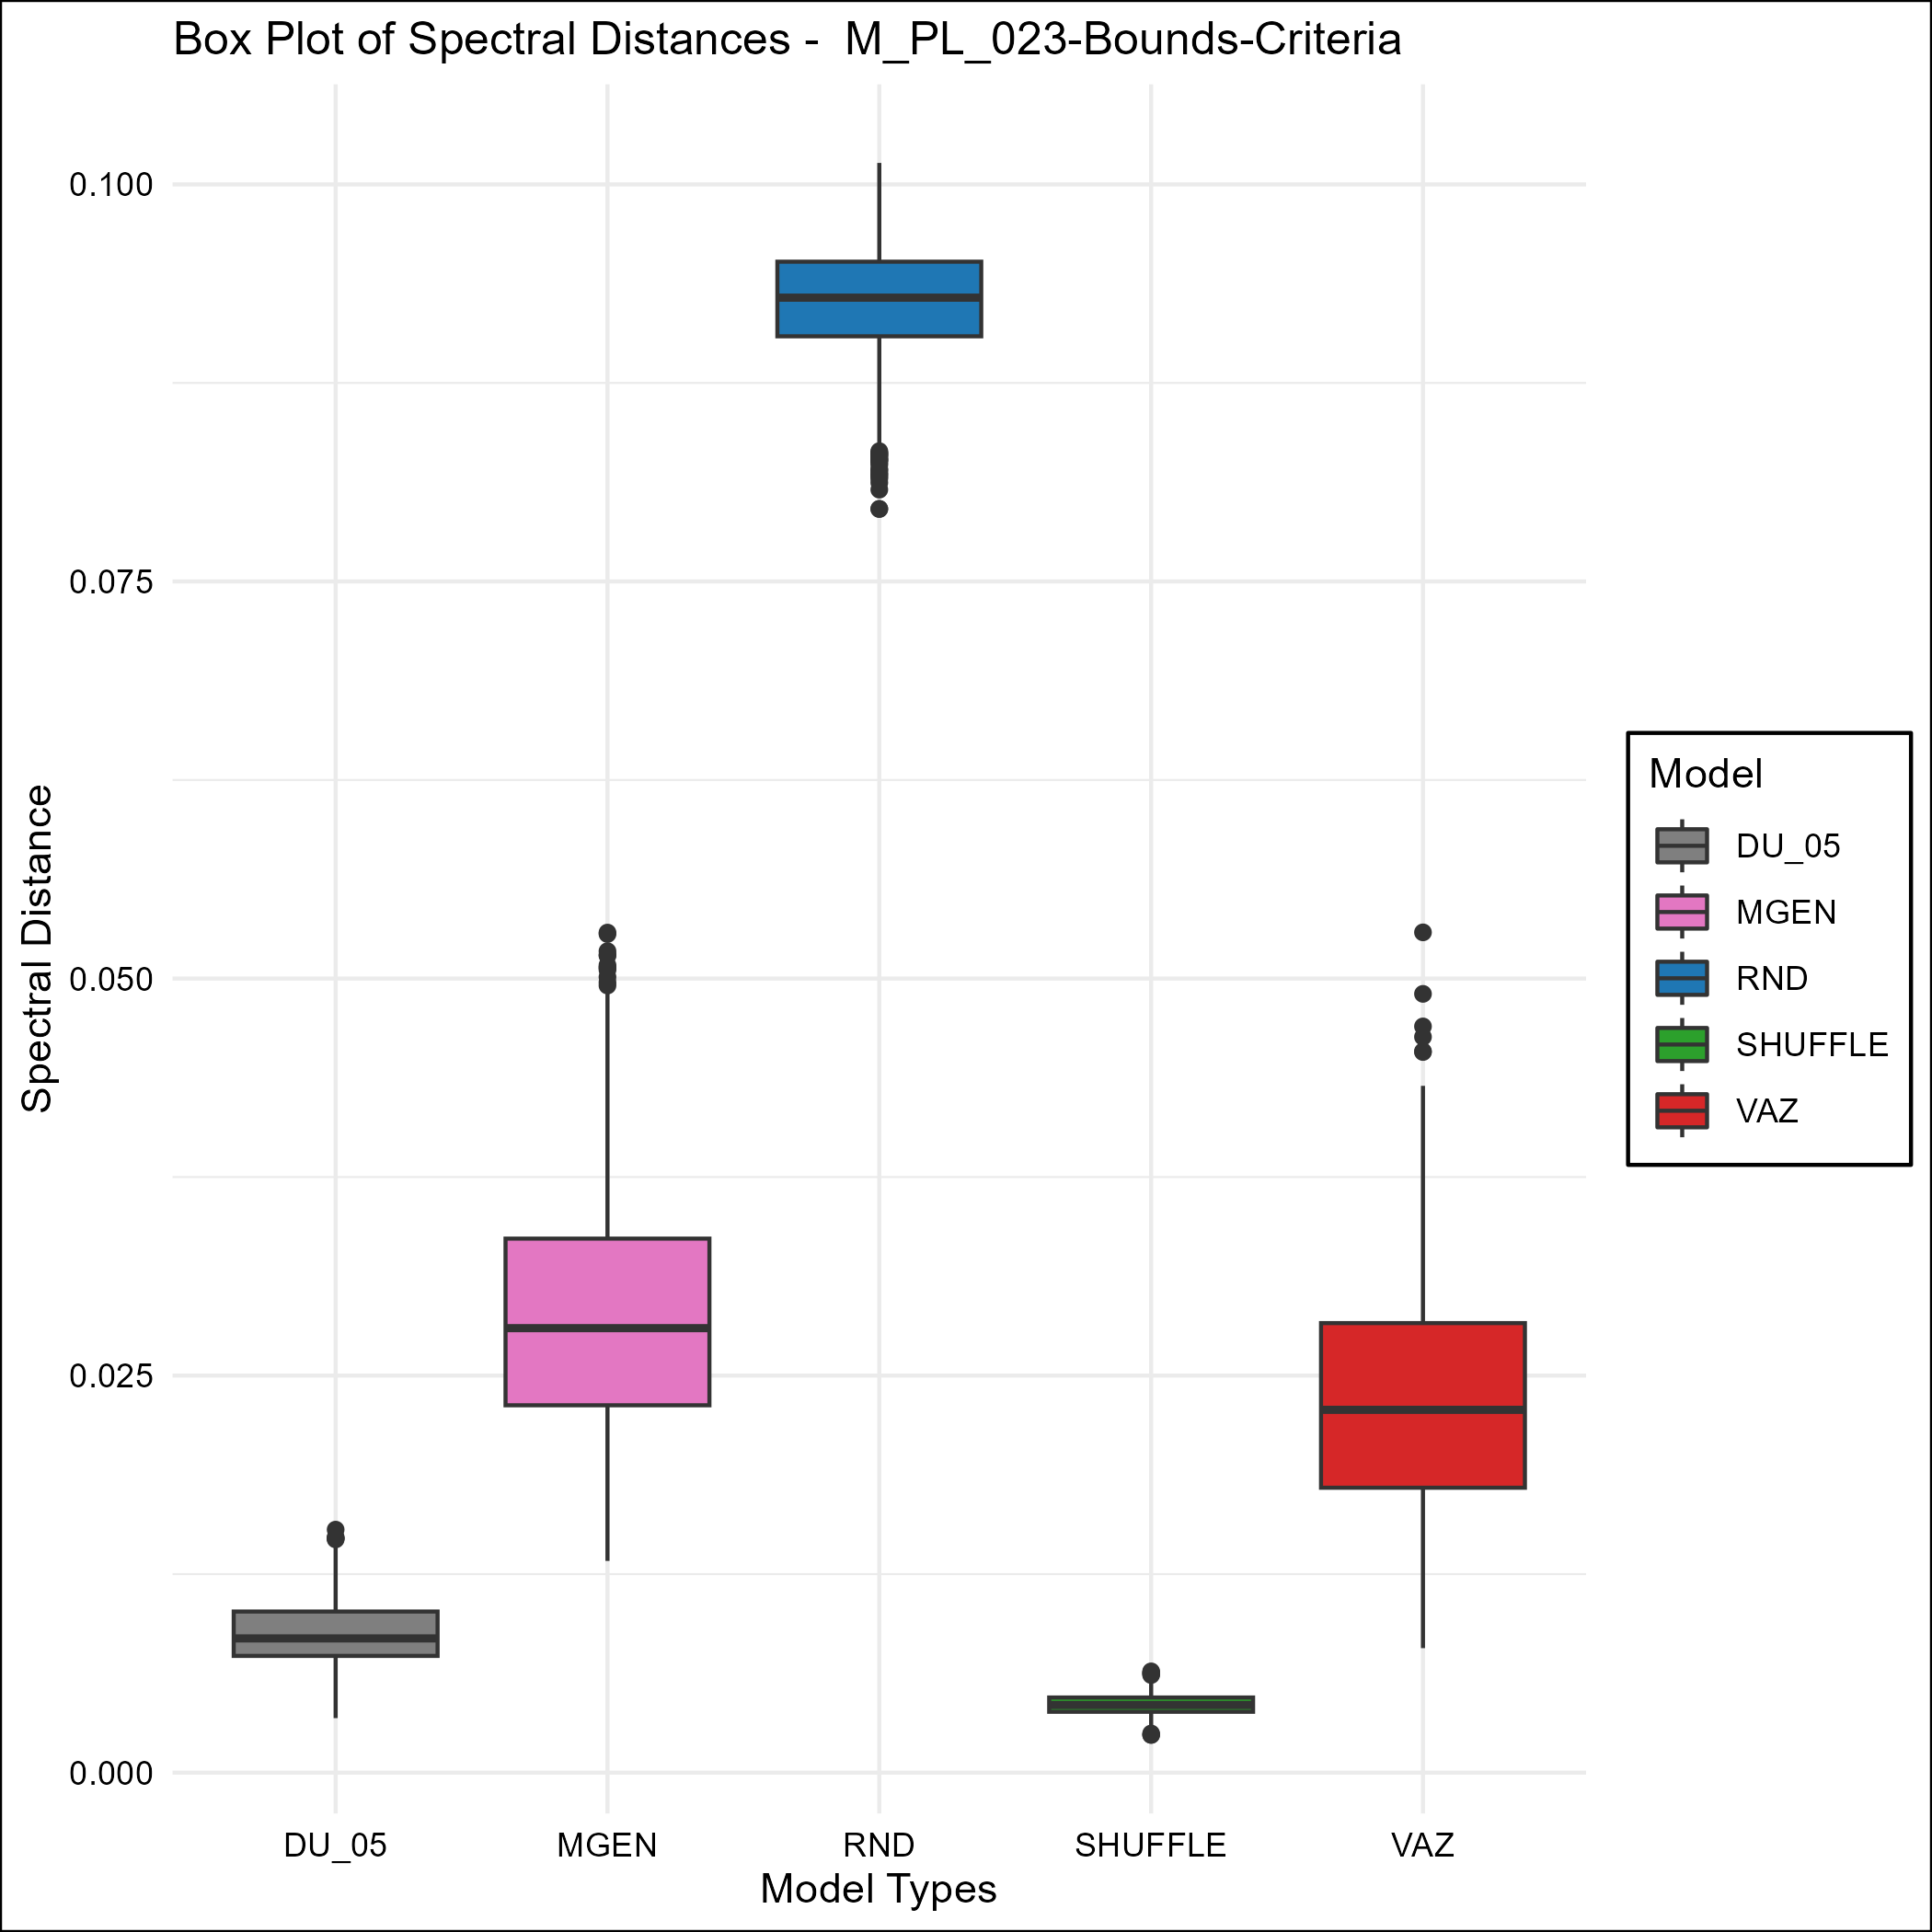 Box Plot of Spectral Distances -  M_PL_023-Bounds-Criteria
0.100
0.075
0.050
0.025
0.000
Spectral Distance
DU_05 MGEN RND SHUFFLE VAZ
Model Types
Model
DU_05
MGEN
RND
SHUFFLE
VAZ